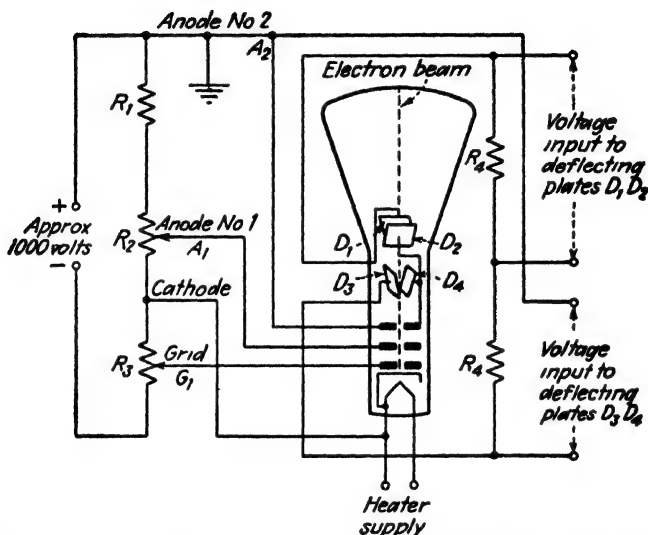 Anode No 2
A2
Electron beam
R1
R4
Voltage
input to
deflecting
plates D1 D2
+
Approx
1000 volts
−
R2
Anode No 1
A1
D1
D2
D3
D4
Cathode
R3
Grid
G1
R4
Voltage
input to
deflecting
plates D3 D4
Heater
supply